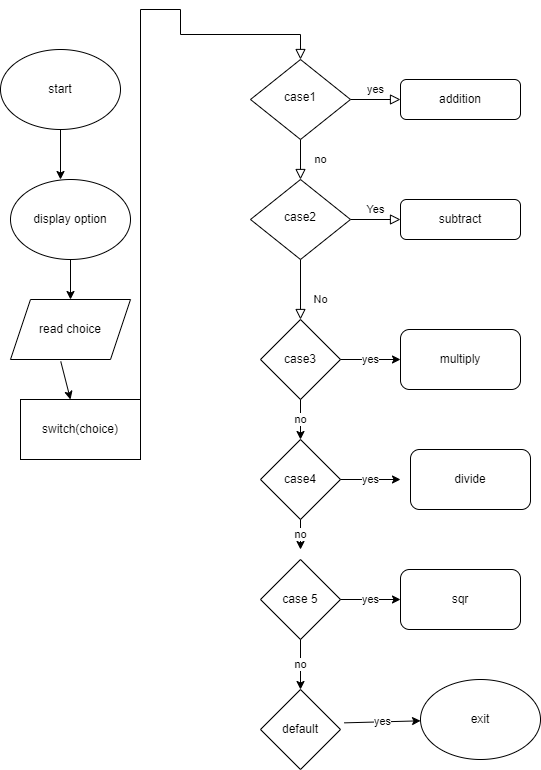 start
display option
read choice
switch(choice)
case1
yes
addition
no
case2
Yes
subtract
No
case3
yes
multiply
no
case4
yes
divide
no
case 5
yes
sqr
no
default
yes
exit